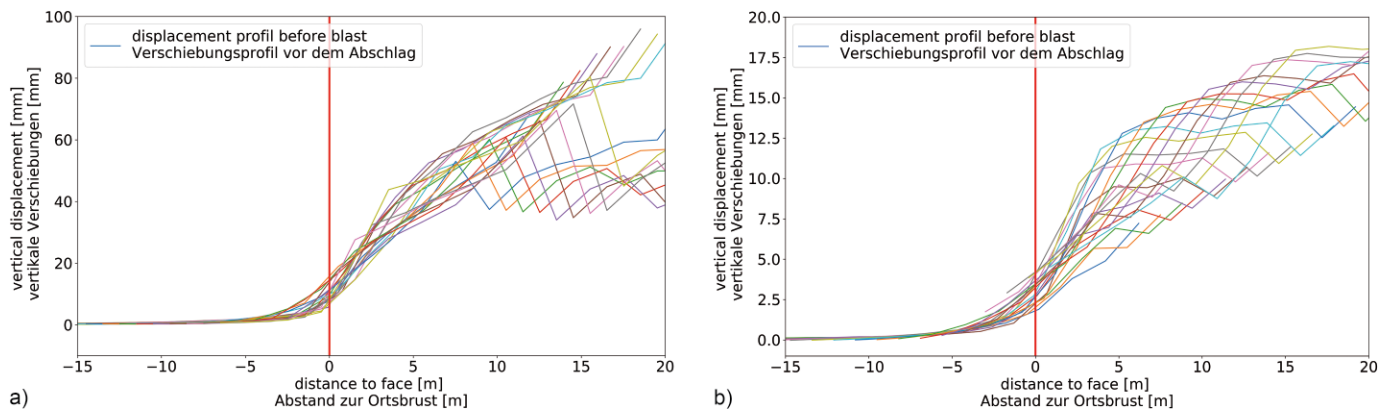 100
80
60
40
20
0
vertical displacement [mm]
vertikale Verschiebungen [mm]
displacement profil before blast
Verschiebungsprofil vor dem Abschlag
−15 −10 −5 0 5 10 15 20
distance to face [m]
Abstand zur Ortsbrust [m]
a)
20.0
17.5
15.0
12.5
10.0
7.5
5.0
2.5
0.0
vertical displacement [mm]
vertikale Verschiebungen [mm]
displacement profil before blast
Verschiebungsprofil vor dem Abschlag
−15 −10 −5 0 5 10 15 20
distance to face [m]
Abstand zur Ortsbrust [m]
b)